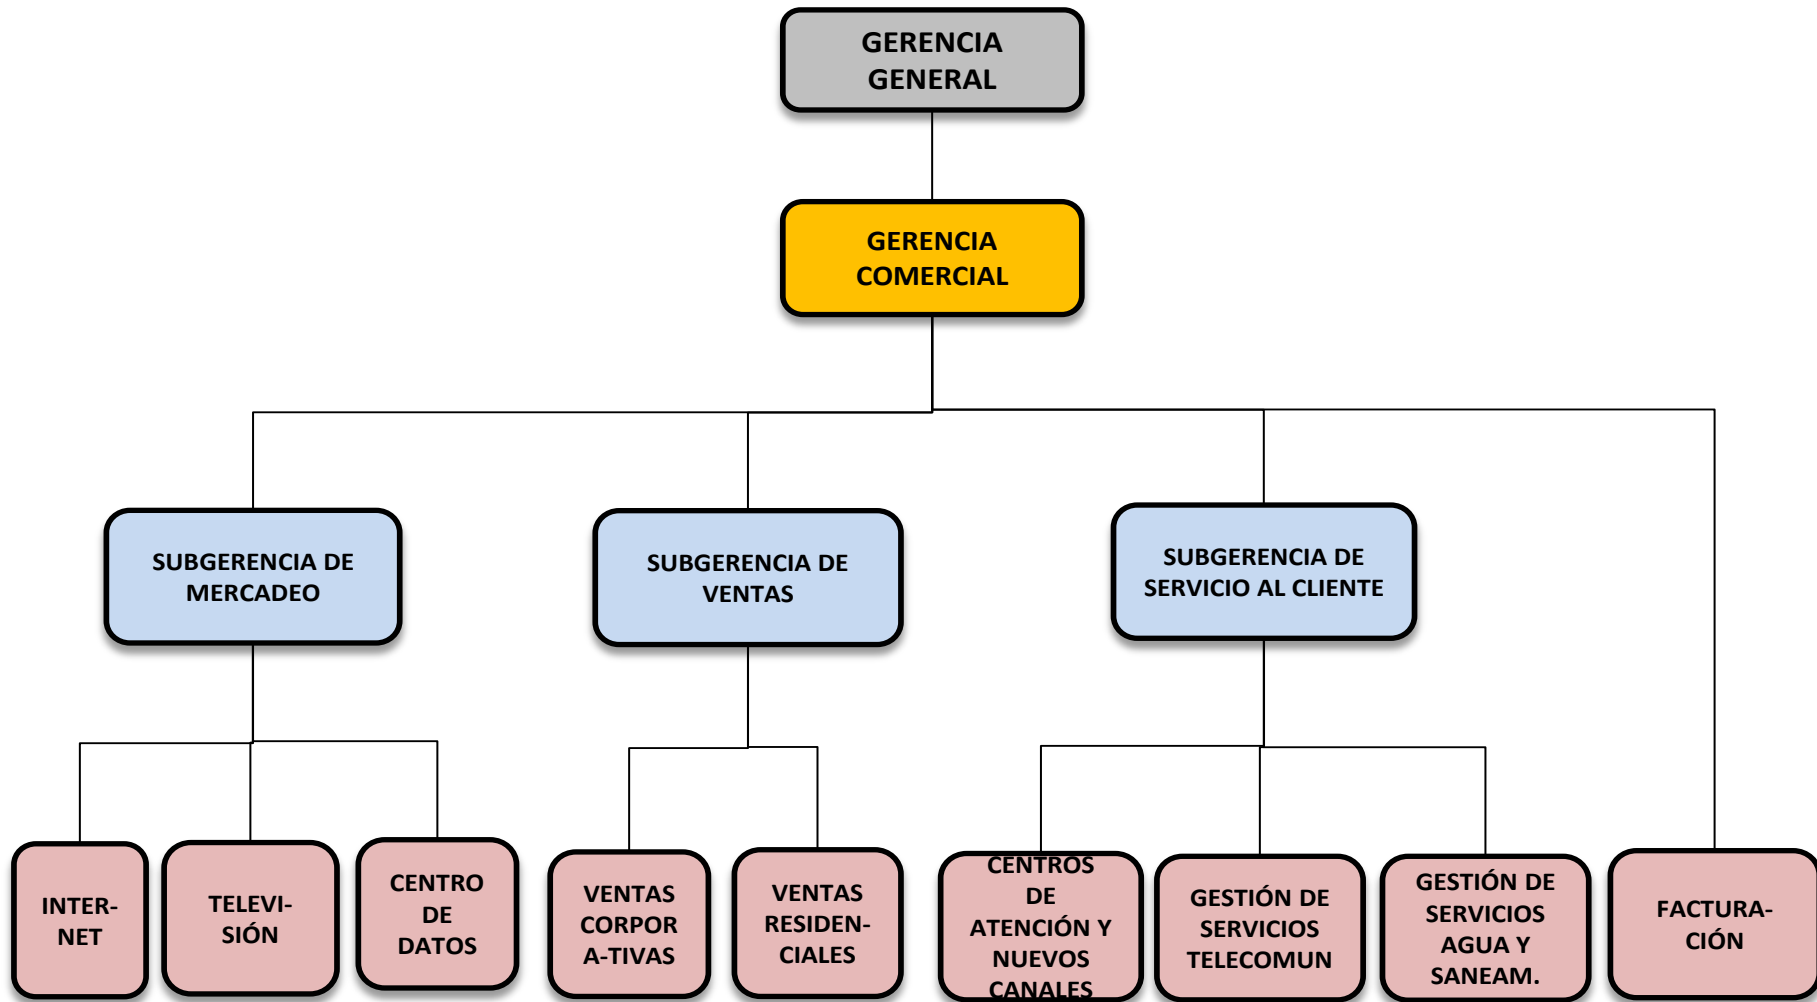 GERENCIA
GENERAL
GERENCIA
COMERCIAL
SUBGERENCIA DE
MERCADEO
SUBGERENCIA DE
VENTAS
SUBGERENCIA DE
SERVICIO AL CLIENTE
INTER-
NET
TELEVI-
SIÓN
CENTRO
DE
DATOS
VENTAS
CORPOR
A-TIVAS
VENTAS
RESIDEN-
CIALES
CENTROS
DE
ATENCIÓN Y
NUEVOS
CANALES
GESTIÓN DE
SERVICIOS
TELECOMUN
GESTIÓN DE
SERVICIOS
AGUA Y
SANEAM.
FACTURA-
CIÓN